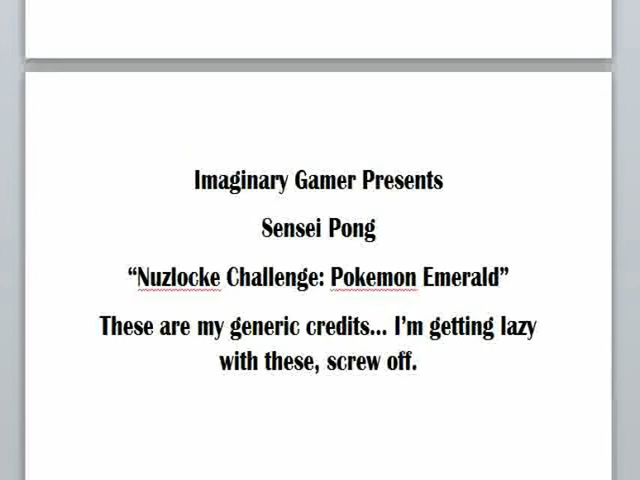 Imaginary Gamer Presents
Sensei Pong
“Nuzlocke Challenge: Pokemon Emerald”
These are my generic credits... I’m getting lazy
with these, screw off.